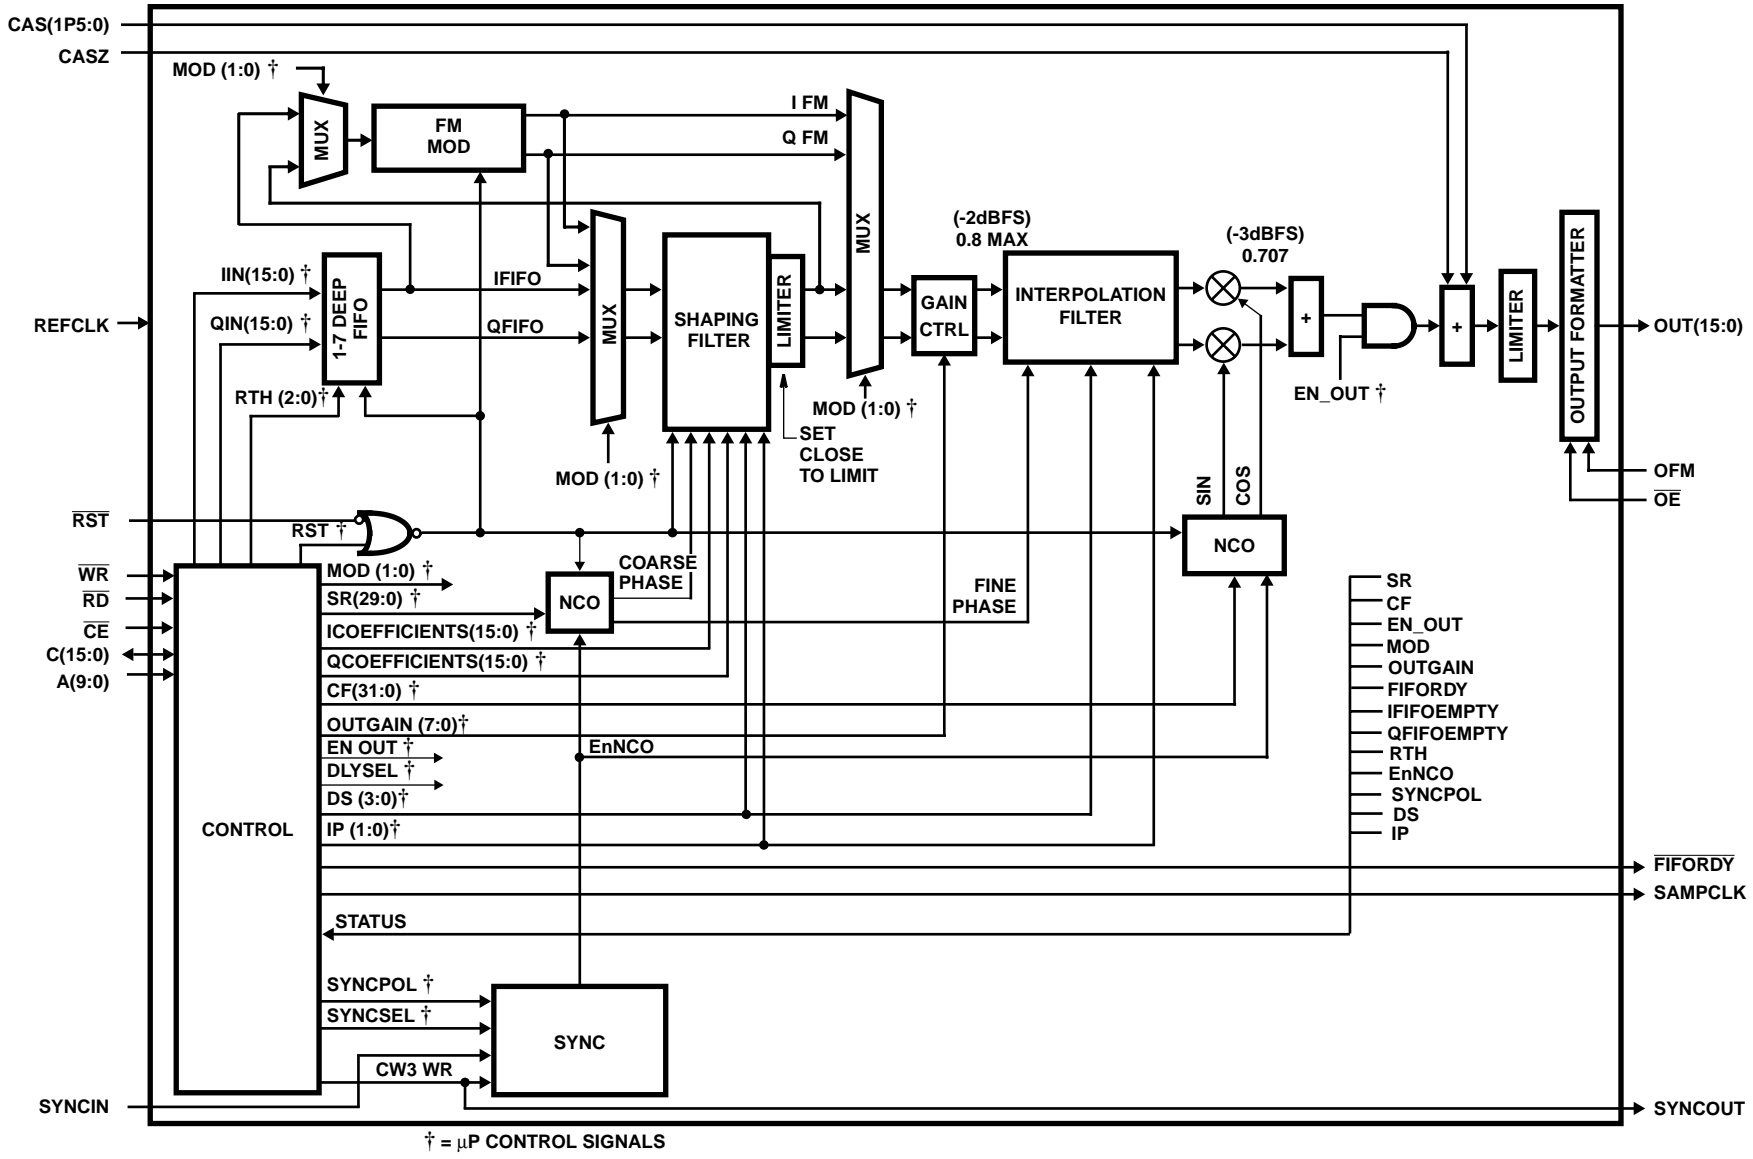 CAS(1P5:0)
CASZ
MOD (1:0) †
MUX
FM
MOD
I FM
Q FM
MUX
(-2dBFS)
0.8 MAX
(-3dBFS)
0.707
IIN(15:0) †
QIN(15:0) †
1-7 DEEP
FIFO
RTH (2:0)†
IFIFO
QFIFO
MUX
MOD (1:0) †
SHAPING
FILTER
LIMITER
SET
CLOSE
TO LIMIT
MOD (1:0) †
GAIN
CTRL
INTERPOLATION
FILTER
+
EN_OUT †
+
LIMITER
OUTPUT FORMATTER
OUT(15:0)
OFM
OE
REFCLK
RST
RST †
SIN
COS
NCO
WR
RD
CE
C(15:0)
A(9:0)
CONTROL
MOD (1:0) †
SR(29:0) †
ICOEFFICIENTS(15:0) †
QCOEFFICIENTS(15:0) †
CF(31:0) †
OUTGAIN (7:0)†
EN OUT †
DLYSEL †
DS (3:0)†
IP (1:0)†
NCO
COARSE
PHASE
FINE
PHASE
EnNCO
SR
CF
EN_OUT
MOD
OUTGAIN
FIFORDY
IFIFOEMPTY
QFIFOEMPTY
RTH
EnNCO
SYNCPOL
DS
IP
FIFORDY
SAMPCLK
STATUS
SYNCPOL †
SYNCSEL †
CW3 WR
SYNC
SYNCIN
SYNCOUT
† = μP CONTROL SIGNALS